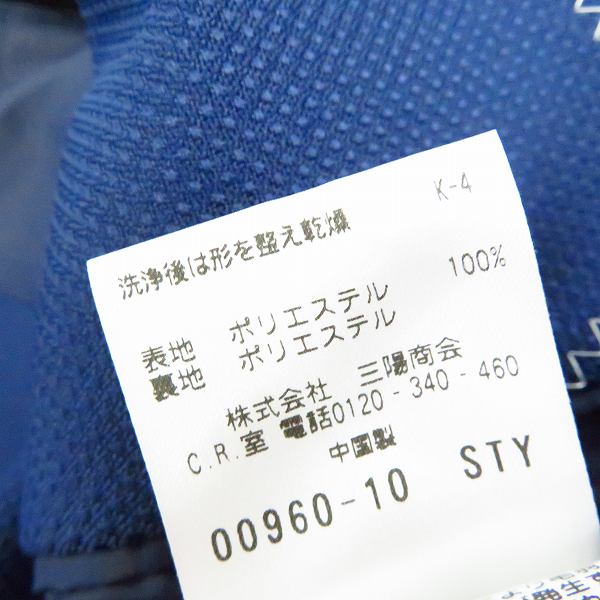 K-4
洗浄後は形を整え乾燥
100%
表地 ポリエステル
裏地 ポリエステル
株式会社 三陽商会
C.R.室 電話0120-340-460
中国製
00960-10 STY